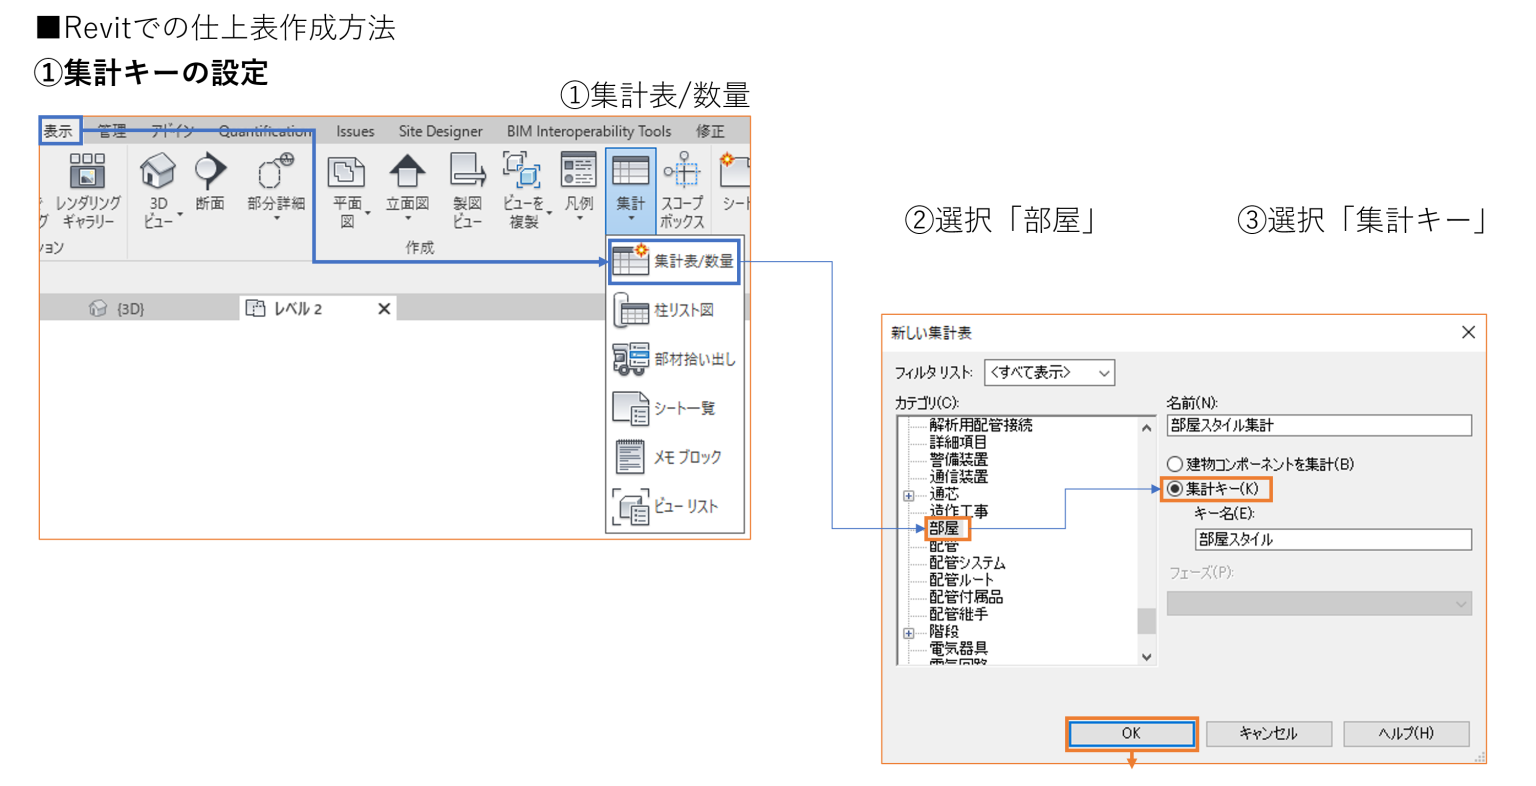 ■Revitでの仕上表作成方法
①集計キーの設定
①集計表/数量
表示 管理 アドイン Quantification Issues Site Designer BIM Interoperability Tools 修正
レンダリング
ギャラリー
3D
ビュー
断面
部分詳細
平面
図
立面図
製図
ビュー
ビューを
複製
凡例
集計
スコープ
ボックス
シート
ョン
作成
集計表/数量
{3D}
レベル 2
柱リスト図
部材拾い出し
シート一覧
メモ ブロック
ビュー リスト
②選択「部屋」
③選択「集計キー」
新しい集計表
フィルタ リスト: <すべて表示>
カテゴリ(C):
解析用配管接続
詳細項目
警備装置
通信装置
通芯
造作工事
部屋
配管
配管システム
配管ルート
配管付属品
配管継手
階段
電気器具
電気回路
名前(N):
部屋スタイル集計
建物コンポーネントを集計(B)
集計キー(K)
キー名(E):
部屋スタイル
フェーズ(P):
OK キャンセル ヘルプ(H)